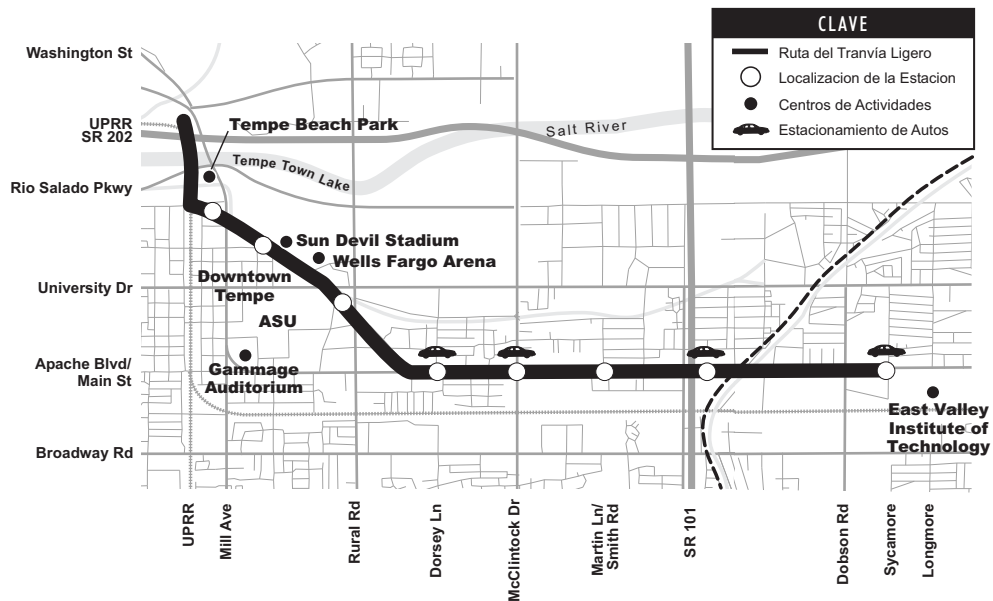 CLAVE
Ruta del Tranvía Ligero
Localizacion de la Estacion
Centros de Actividades
Estacionamiento de Autos
Washington St
UPRR
SR 202
Rio Salado Pkwy
University Dr
Apache Blvd/
Main St
Broadway Rd
Tempe Beach Park
Salt River
Tempe Town Lake
Sun Devil Stadium
Wells Fargo Arena
Downtown
Tempe
ASU
Gammage
Auditorium
East Valley
Institute of
Technology
UPRR
Mill Ave
Rural Rd
Dorsey Ln
McClintock Dr
Martin Ln/
Smith Rd
SR 101
Dobson Rd
Sycamore
Longmore